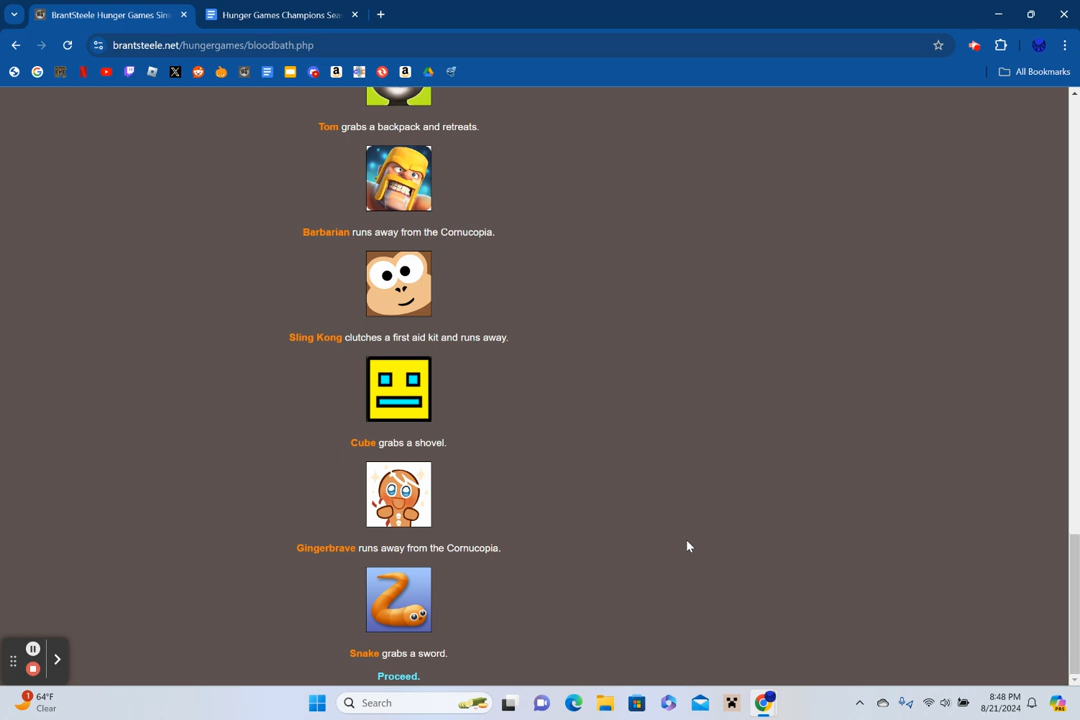 BrantSteele Hunger Games Sim
Hunger Games Champions Sea
brantsteele.net/hungergames/bloodbath.php
All Bookmarks
Tom grabs a backpack and retreats.
Barbarian runs away from the Cornucopia.
Sling Kong clutches a first aid kit and runs away.
Cube grabs a shovel.
Gingerbrave runs away from the Cornucopia.
Snake grabs a sword.
Proceed.
1
64°F
Clear
Search
8:48 PM
8/21/2024
PRE